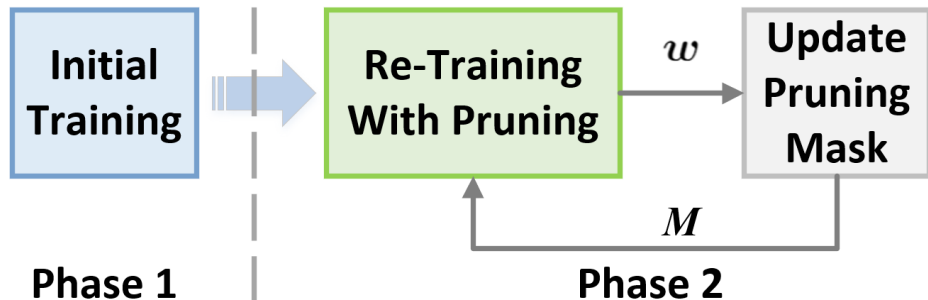 Initial
Training
Re-Training
With Pruning
w
Update
Pruning
Mask
M
Phase 1
Phase 2